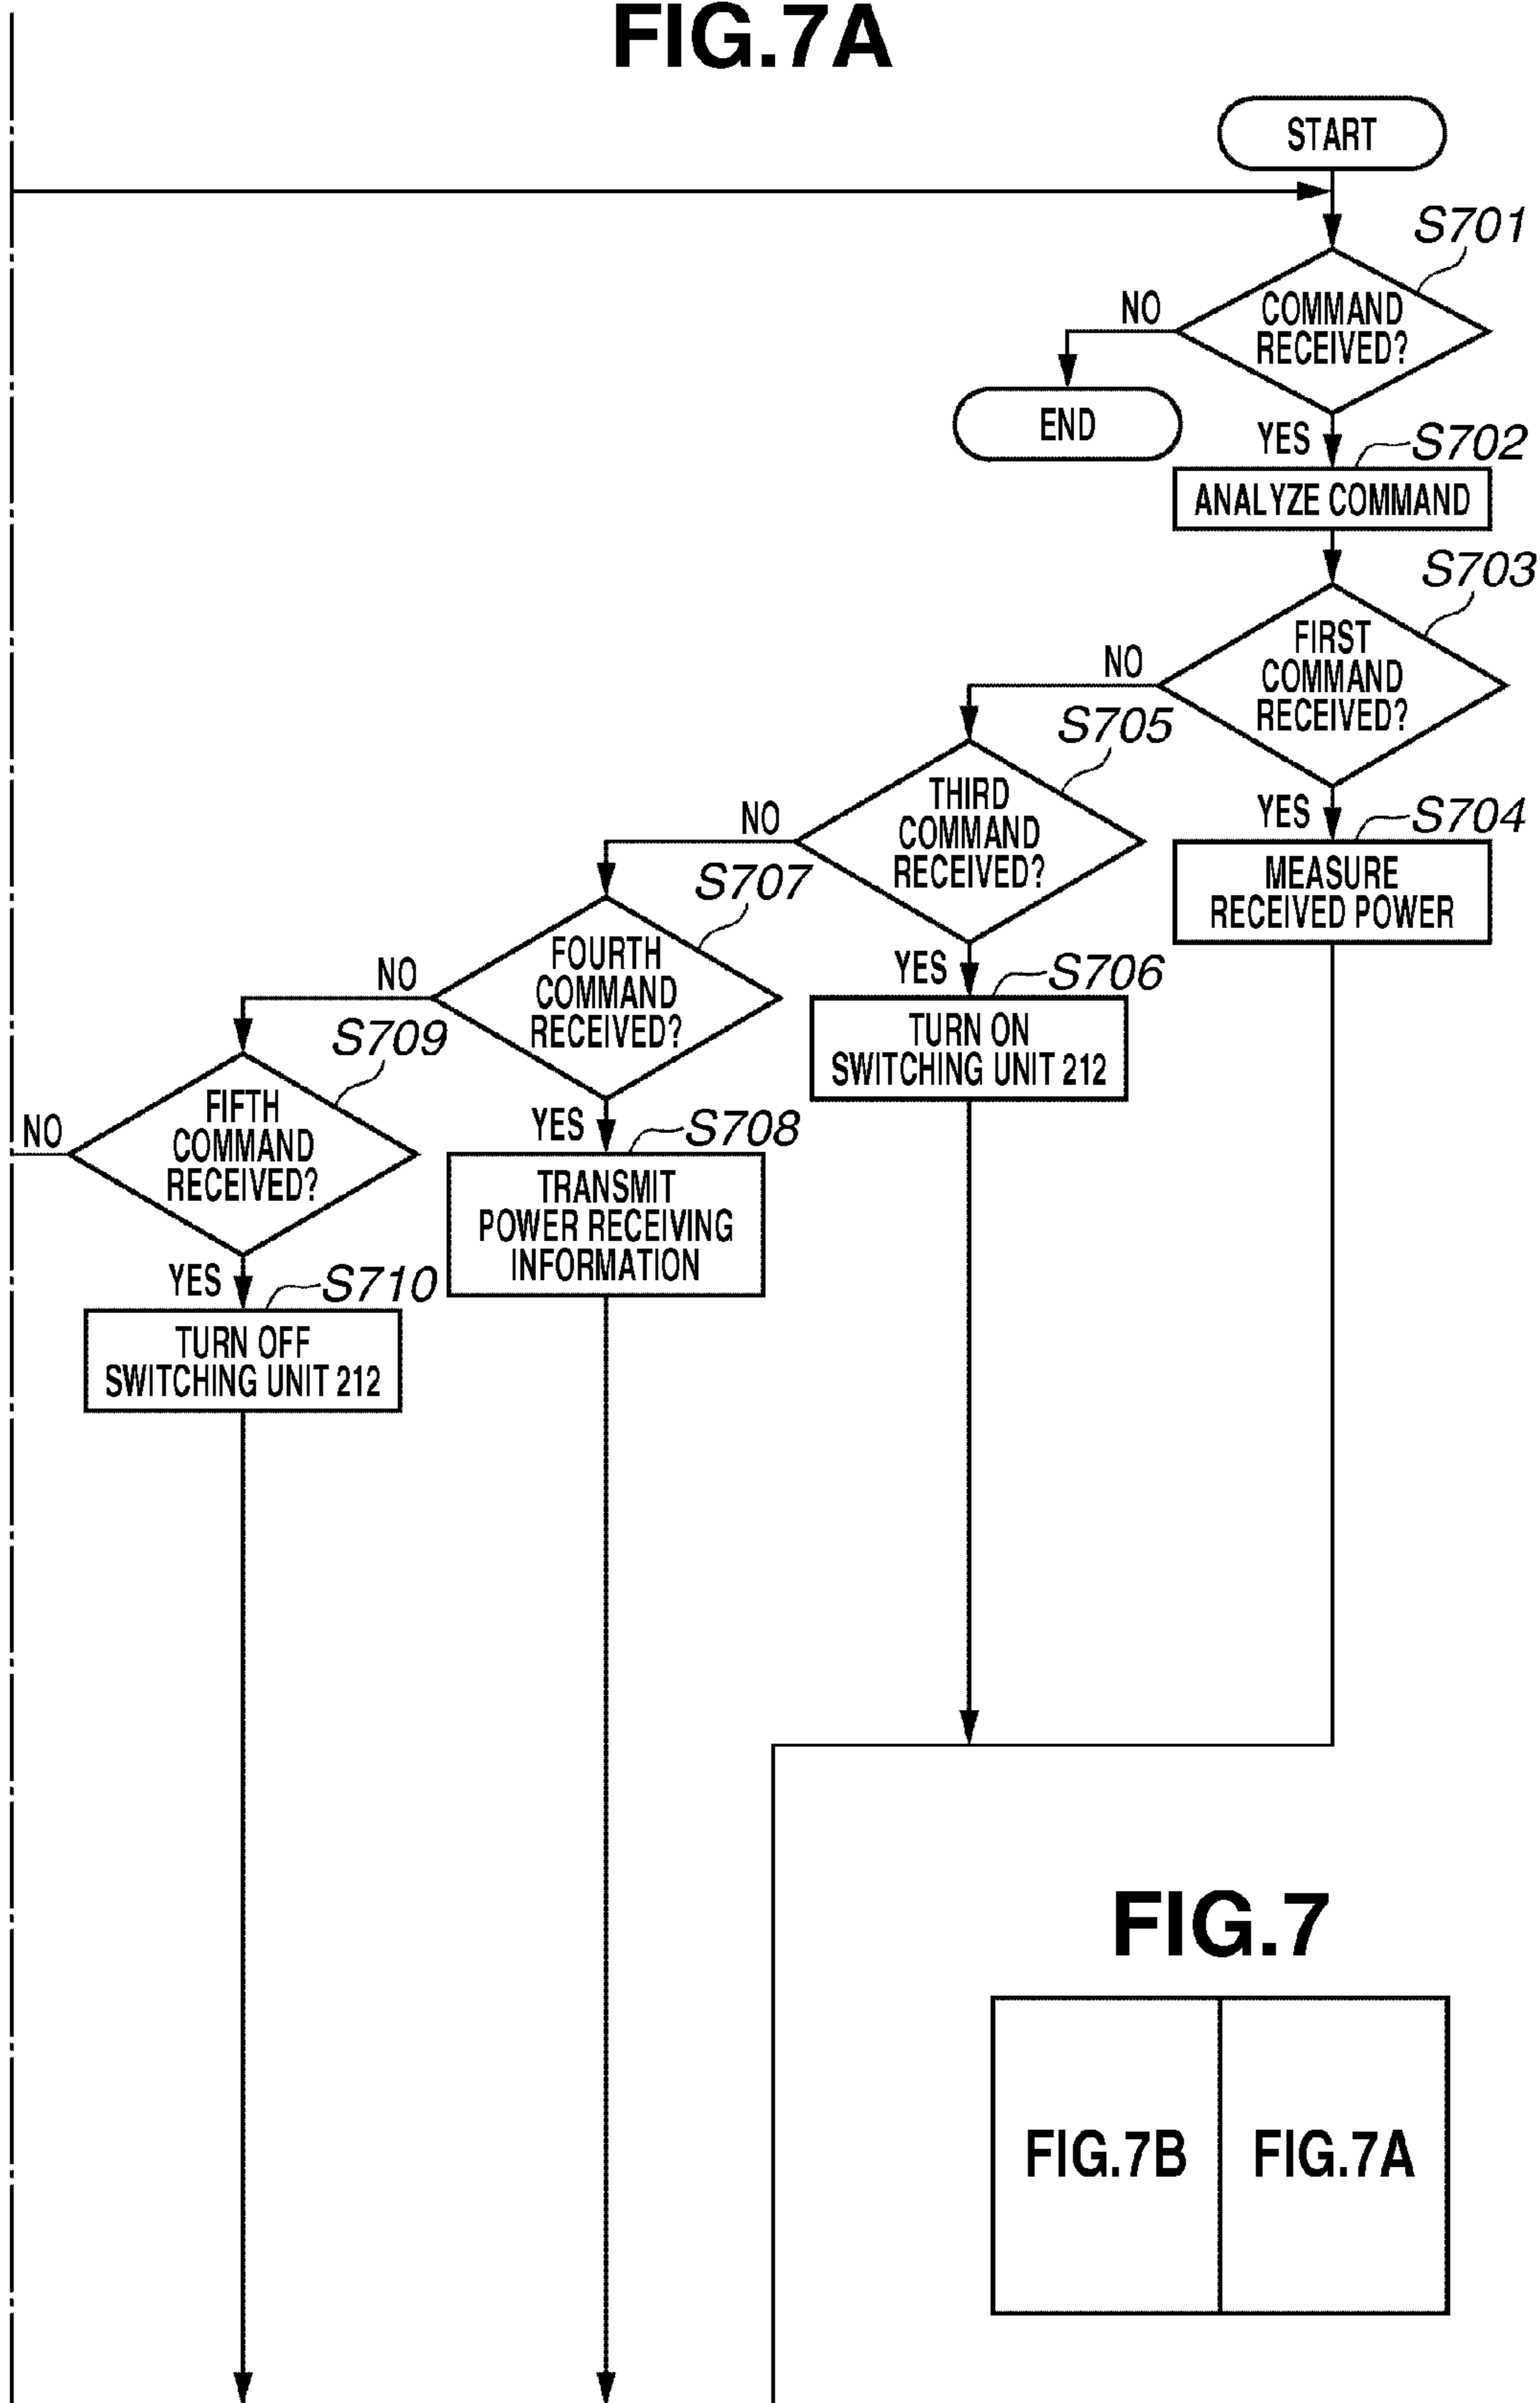 FIG.7A
START
S701
COMMAND
RECEIVED?
NO
END
YES
S702
ANALYZE COMMAND
S703
FIRST
COMMAND
RECEIVED?
NO
YES
S704
MEASURE
RECEIVED POWER
S705
THIRD
COMMAND
RECEIVED?
NO
YES
S706
TURN ON
SWITCHING UNIT 212
S707
FOURTH
COMMAND
RECEIVED?
NO
YES
S708
TRANSMIT
POWER RECEIVING
INFORMATION
S709
FIFTH
COMMAND
RECEIVED?
NO
YES
S710
TURN OFF
SWITCHING UNIT 212
FIG.7
FIG.7B
FIG.7A